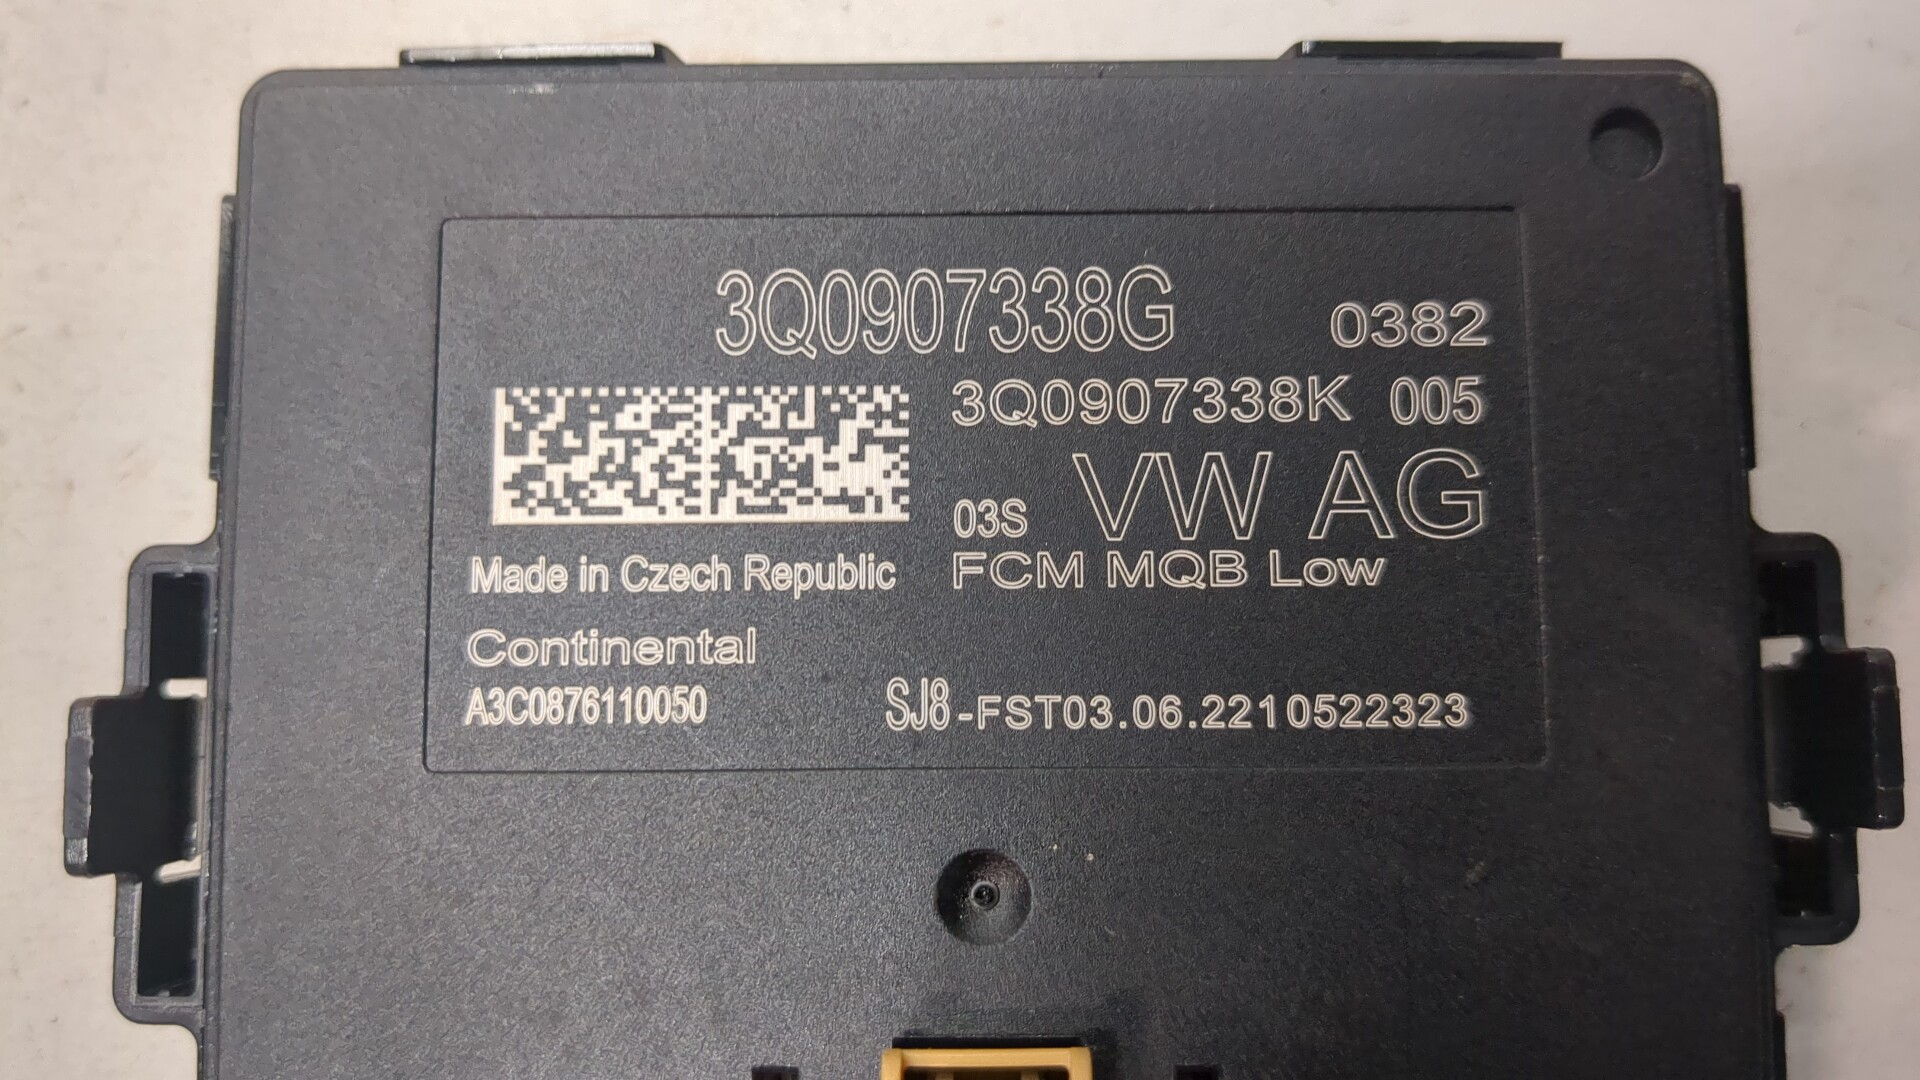 3Q0907338G 0382
3Q0907338K 005
03S VW AG
Made in Czech Republic FCM MQB Low
Continental
A3C0876110050 SJ8-FST03.06.2210522323